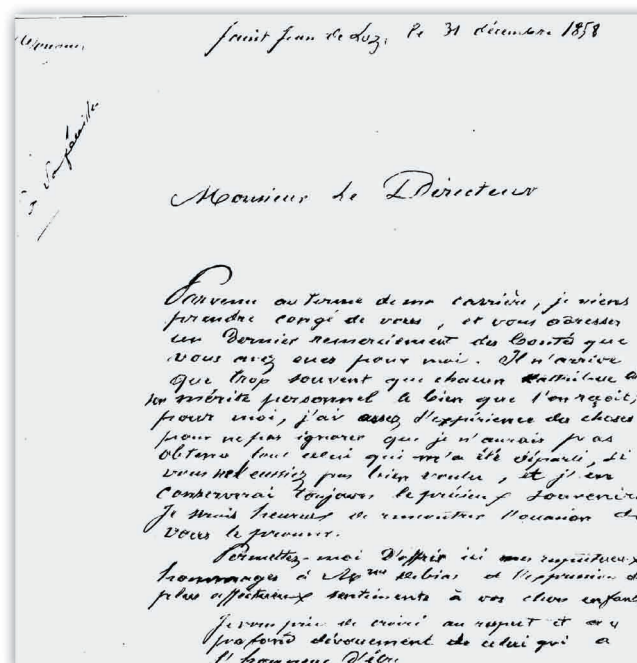 Saint Jean de Luz, le 31 décembre 1858
Monsieur le Directeur
Parvenu au terme de ma carrière, je viens
prendre congé de vous, et vous adresser
un dernier remerciement des bontés que
vous avez eues pour moi. Il n'arrive
que trop souvent que chacun attribue à
son mérite personnel le bien que l'on reçoit,
pour moi, j'ai assez d'expérience des choses
pour ne pas ignorer que je n'aurais pas
obtenu tout celui qui m'a été départi, si
vous ne l'eussiez pas bien voulu, et j'en
conserverai toujours le précieux souvenir.
Je serais heureux de rencontrer l'occasion de
vous le prouver.
Permettez-moi d'offrir ici mes respectueux
hommages à M^me et l'expression des
plus affectueux sentiments à vos chers enfants
Je vous prie de croire au respect et au
profond dévouement de celui qui a
l'honneur d'être